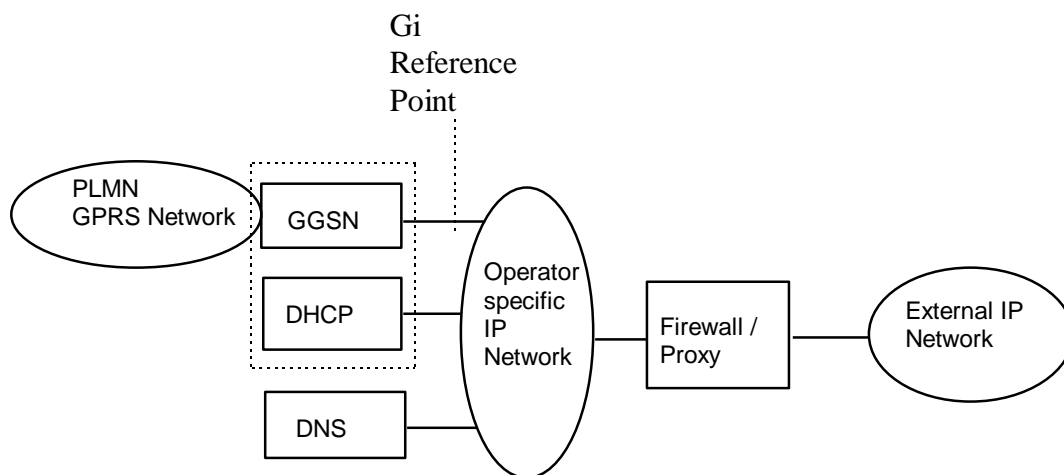 Gi
Reference
Point
PLMN
GPRS Network
GGSN
DHCP
DNS
Operator
specific
IP
Network
Firewall /
Proxy
External IP
Network